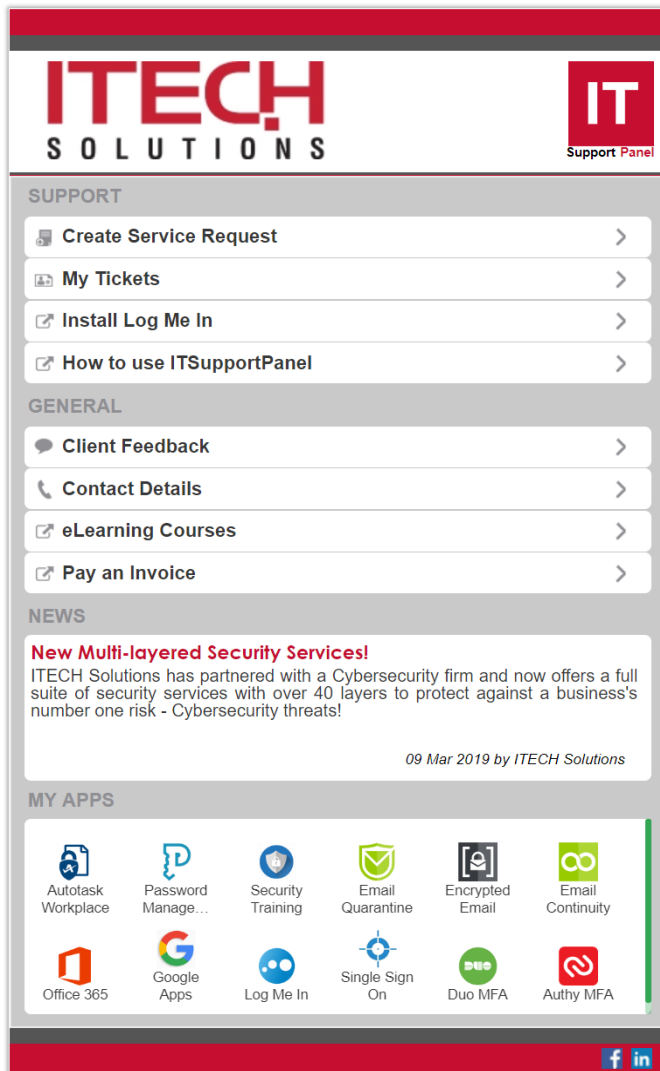 ITECH
SOLUTIONS
IT
Support Panel
SUPPORT
Create Service Request
My Tickets
Install Log Me In
How to use ITSupportPanel
GENERAL
Client Feedback
Contact Details
eLearning Courses
Pay an Invoice
NEWS
New Multi-layered Security Services!
ITECH Solutions has partnered with a Cybersecurity firm and now offers a full
suite of security services with over 40 layers to protect against a business's
number one risk - Cybersecurity threats!
09 Mar 2019 by ITECH Solutions
MY APPS
Autotask
Workplace
Password
Manage...
Security
Training
Email
Quarantine
Encrypted
Email
Email
Continuity
Office 365
Google
Apps
Log Me In
Single Sign
On
DUO
Duo MFA
Authy MFA
f in